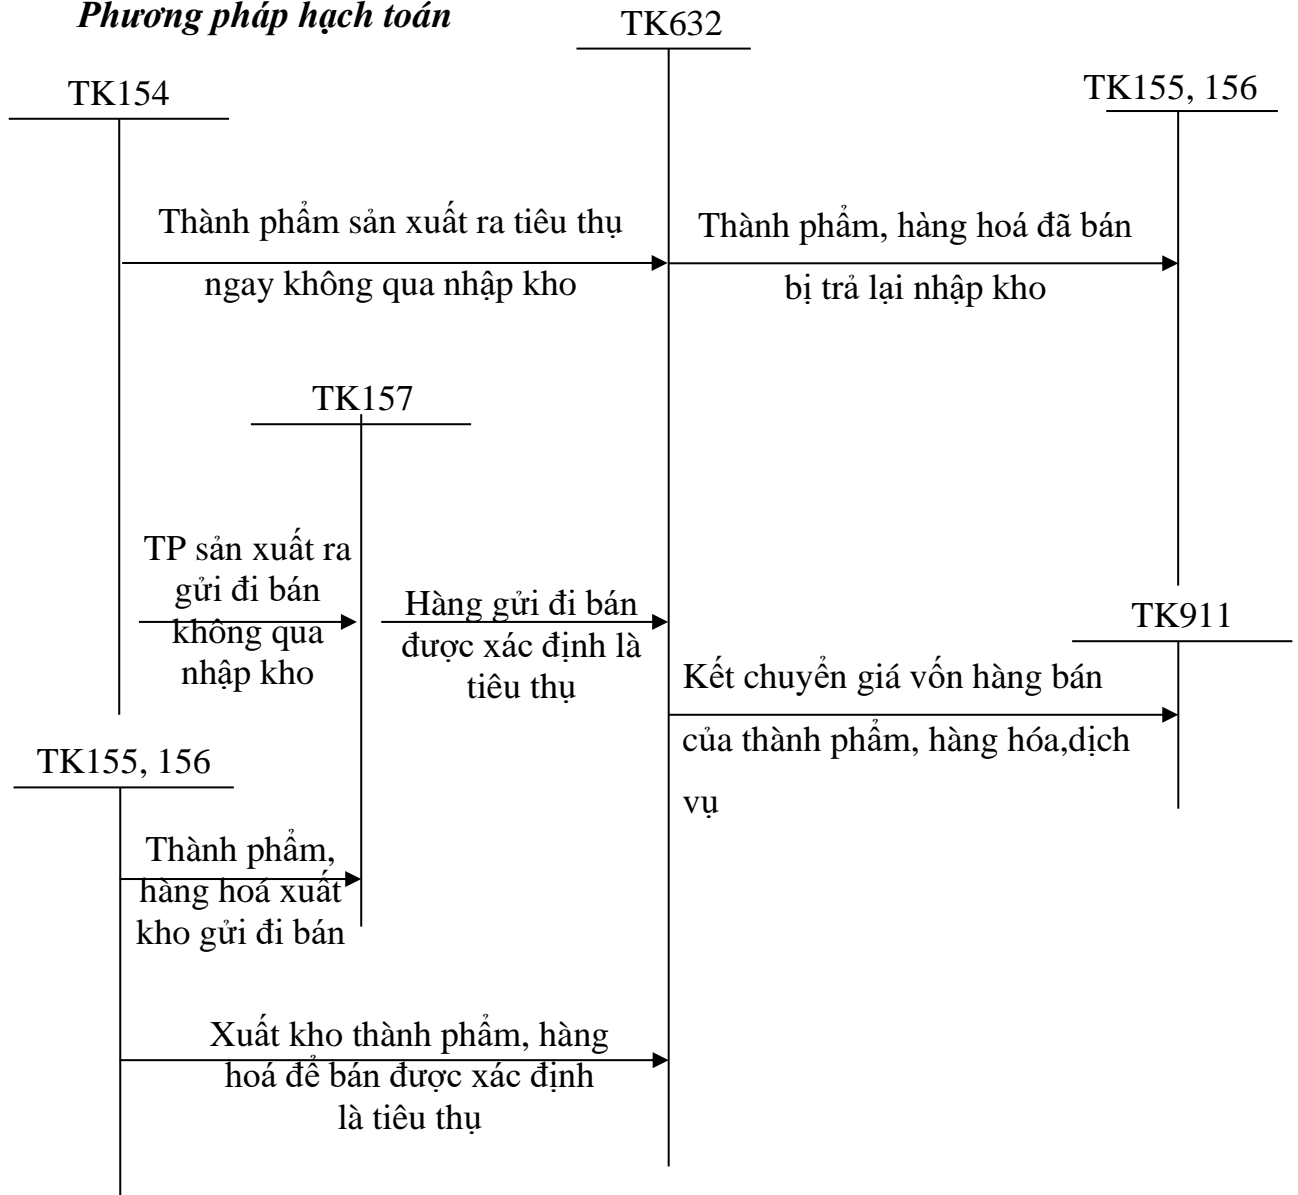 Phương pháp hạch toán
TK632
TK154
TK155, 156
Thành phẩm sản xuất ra tiêu thụ
ngay không qua nhập kho
Thành phẩm, hàng hoá đã bán
bị trả lại nhập kho
TK157
TP sản xuất ra
gửi đi bán
không qua
nhập kho
Hàng gửi đi bán
được xác định là
tiêu thụ
TK911
Kết chuyển giá vốn hàng bán
của thành phẩm, hàng hóa,dịch
vụ
TK155, 156
Thành phẩm,
hàng hoá xuất
kho gửi đi bán
Xuất kho thành phẩm, hàng
hoá để bán được xác định
là tiêu thụ